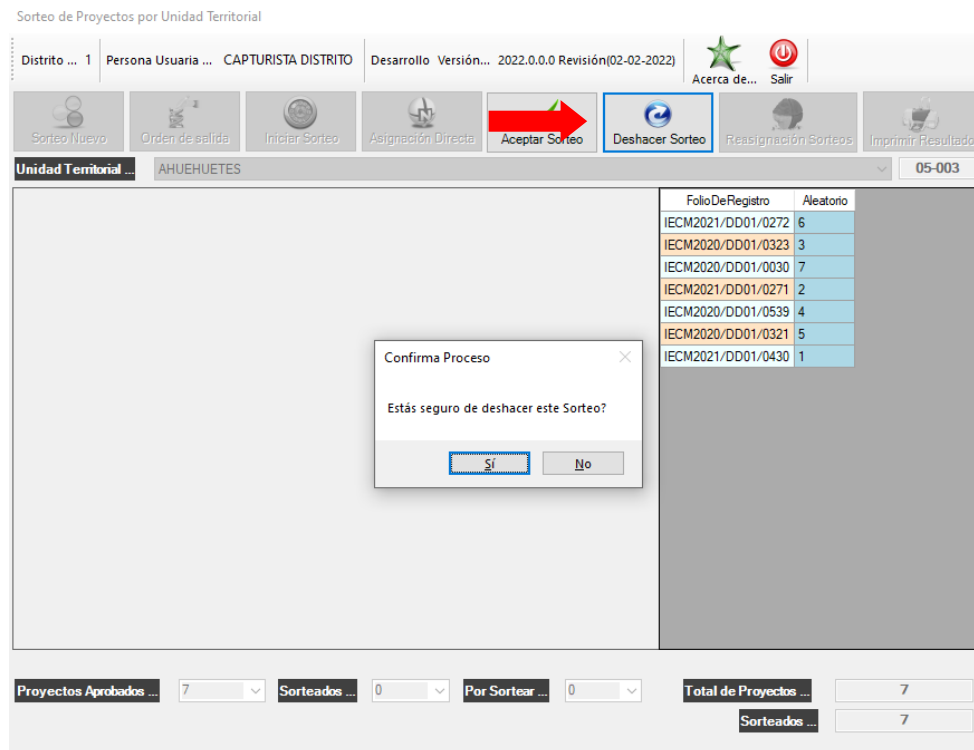 Sorteo de Proyectos por Unidad Territorial
Distrito ... 1 Persona Usuaria ... CAPTURISTA DISTRITO Desarrollo Versión... 2022.0.0.0 Revisión(02-02-2022)
Acerca de... Salir
Sorteo Nuevo Orden de salida Iniciar Sorteo Asignación Directa Aceptar Sorteo Deshacer Sorteo Reasignación Sorteos Imprimir Resultado
Unidad Territorial ... AHUEHUETES 05-003
FolioDeRegistro Aleatorio
IECM2021/DD01/0272 6
IECM2020/DD01/0323 3
IECM2020/DD01/0030 7
IECM2021/DD01/0271 2
IECM2020/DD01/0539 4
IECM2020/DD01/0321 5
IECM2021/DD01/0430 1
Confirma Proceso
Estás seguro de deshacer este Sorteo?
Sí No
Proyectos Aprobados ... 7 Sorteados ... 0 Por Sortear ... 0 Total de Proyectos ... 7
Sorteados ... 7